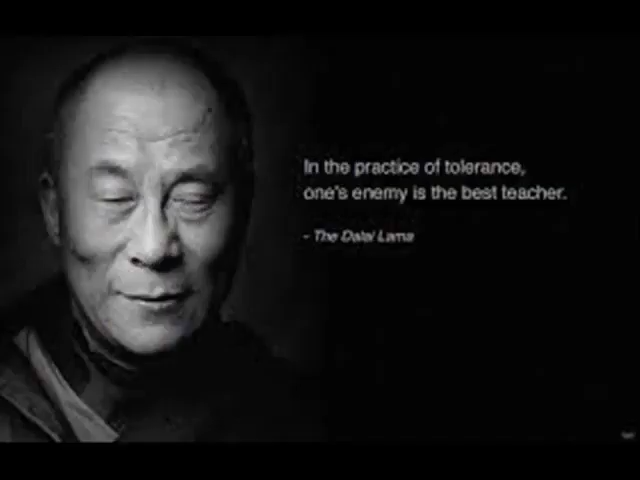 In the practice of tolerance,
one's enemy is the best teacher.
- The Dalai Lama